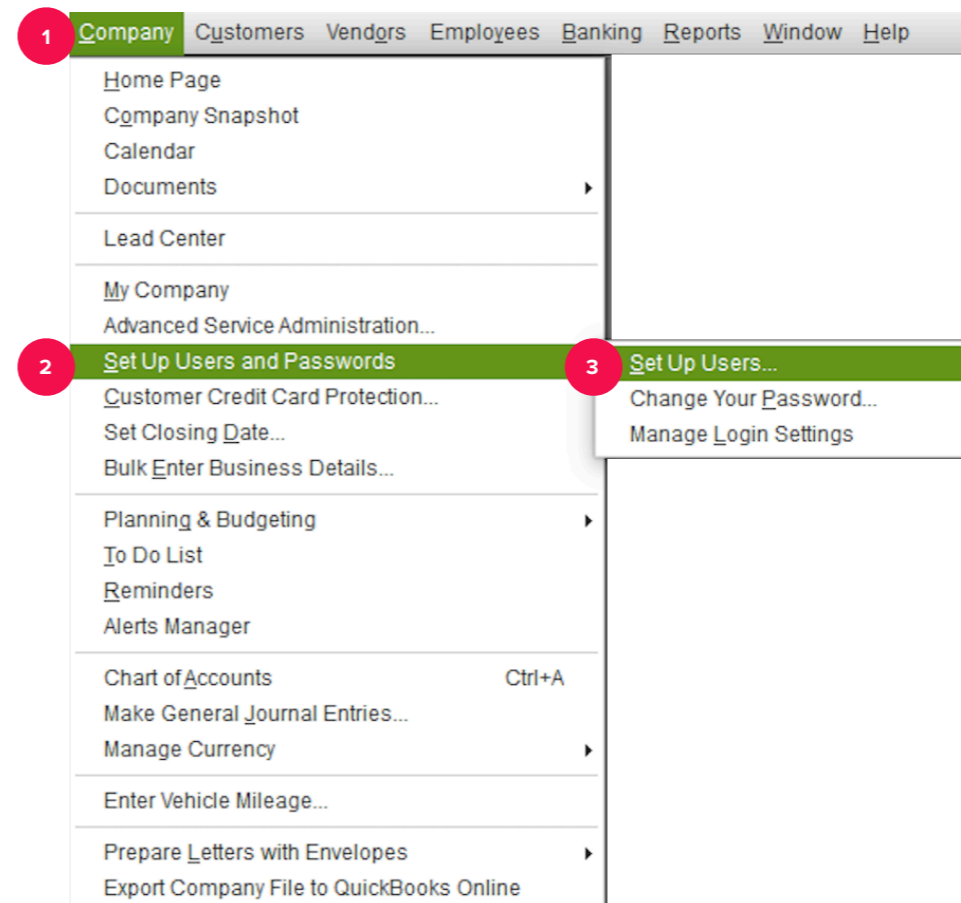 1 Company Customers Vendors Employees Banking Reports Window Help
Home Page
Company Snapshot
Calendar
Documents
Lead Center
My Company
Advanced Service Administration...
2 Set Up Users and Passwords
3 Set Up Users...
Customer Credit Card Protection...
Change Your Password...
Set Closing Date...
Manage Login Settings
Bulk Enter Business Details...
Planning & Budgeting
To Do List
Reminders
Alerts Manager
Chart of Accounts Ctrl+A
Make General Journal Entries...
Manage Currency
Enter Vehicle Mileage...
Prepare Letters with Envelopes
Export Company File to QuickBooks Online